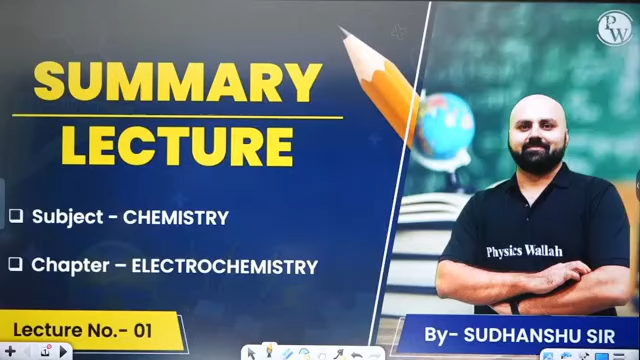 PW
SUMMARY
LECTURE
Subject - CHEMISTRY
Chapter – ELECTROCHEMISTRY
Physics Wallah
Lecture No.- 01
By- SUDHANSHU SIR